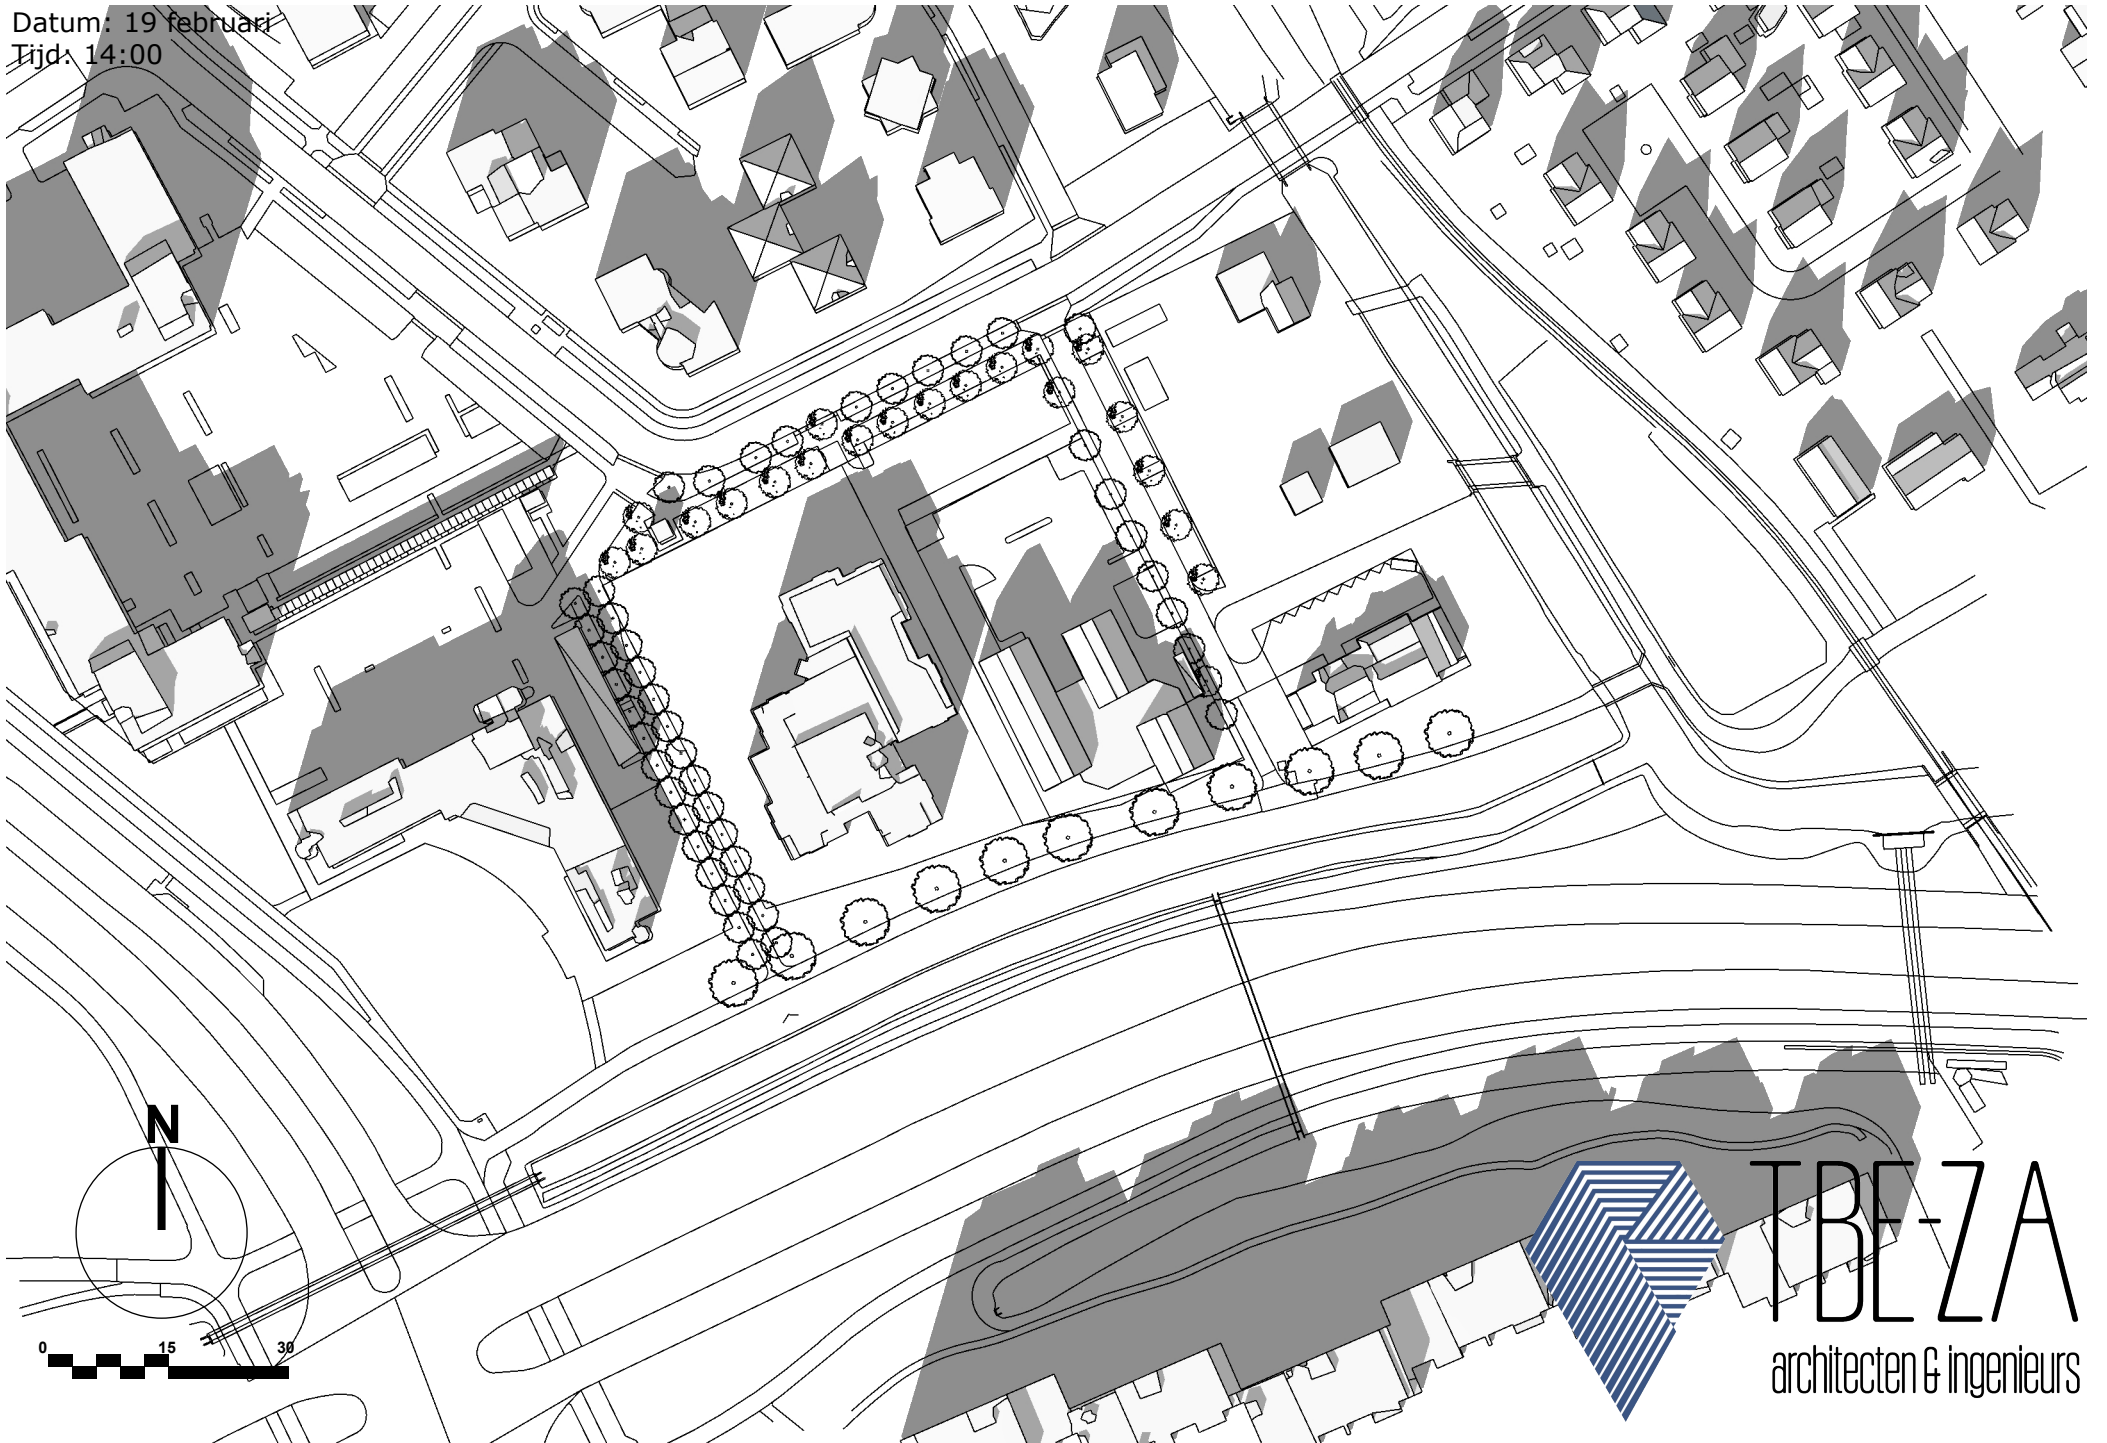 Datum: 19 februari
Tijd: 14:00
N
0 15 30
TBE-ZA
architecten & ingenieurs